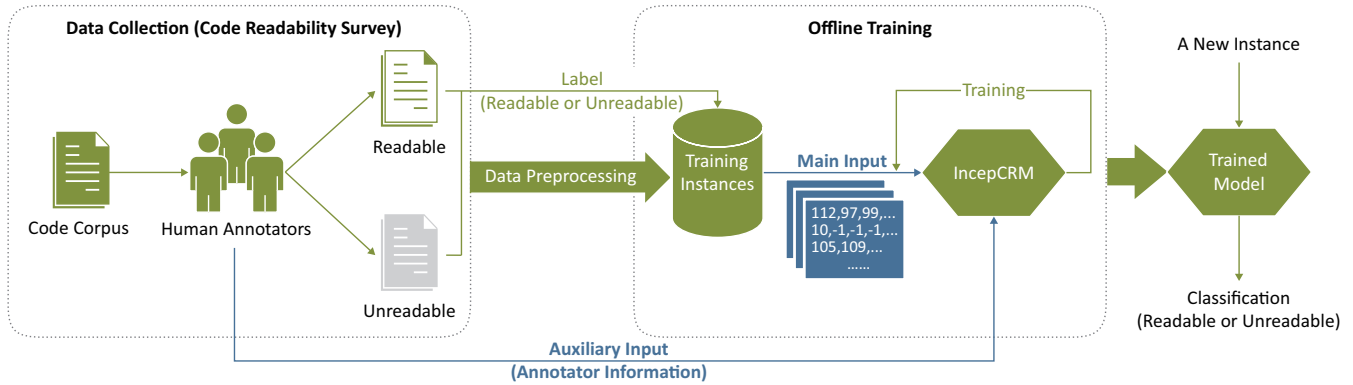 Data Collection (Code Readability Survey)
Code Corpus
Human Annotators
Readable
Unreadable
Label
(Readable or Unreadable)
Data Preprocessing
Offline Training
Training
Instances
Main Input
112,97,99,...
10,-1,-1,-1,...
105,109,...
......
Training
IncepCRM
Auxiliary Input
(Annotator Information)
A New Instance
Trained
Model
Classification
(Readable or Unreadable)